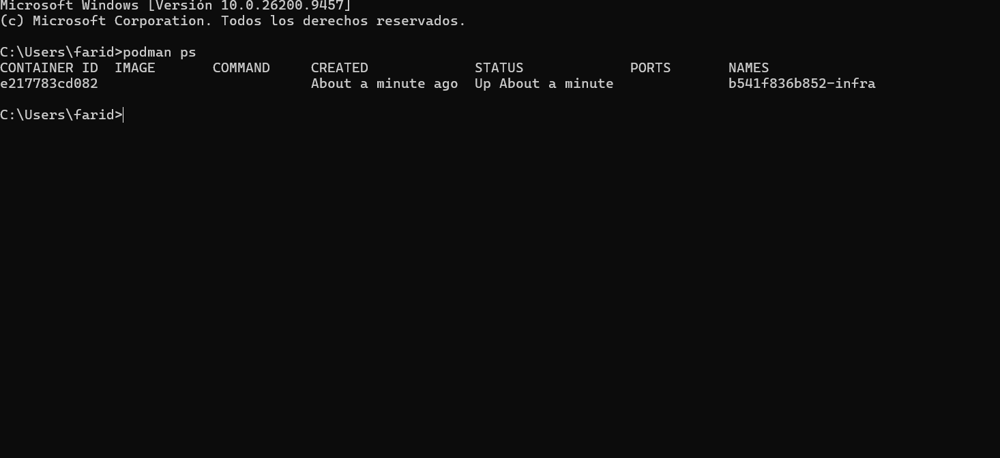 Microsoft Windows [Versión 10.0.26200.9457]
(c) Microsoft Corporation. Todos los derechos reservados.
C:\Users\farid>podman ps
CONTAINER ID  IMAGE       COMMAND     CREATED             STATUS             PORTS       NAMES
e217783cd082                          About a minute ago  Up About a minute              b541f836b852-infra
C:\Users\farid>